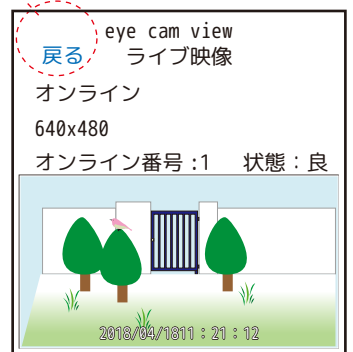 eye cam view
戻る ライブ映像
オンライン
640x480
オンライン番号:1 状態：良
2018/04/1811：21：12